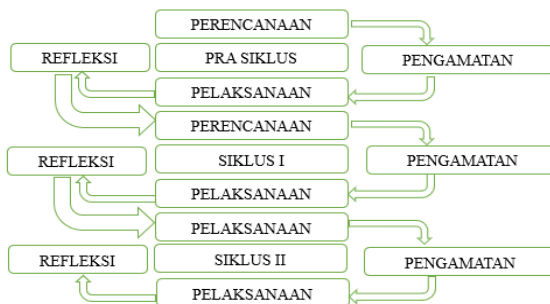 PERENCANAAN
REFLEKSI
PRA SIKLUS
PENGAMATAN
PELAKSANAAN
PERENCANAAN
REFLEKSI
SIKLUS I
PENGAMATAN
PELAKSANAAN
PELAKSANAAN
REFLEKSI
SIKLUS II
PENGAMATAN
PELAKSANAAN